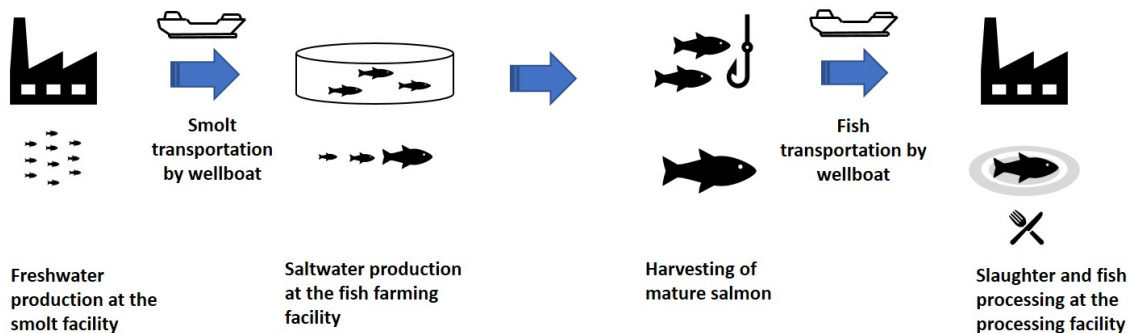 Smolt
transportation
by wellboat
Fish
transportation by
wellboat
Freshwater
production at the
smolt facility
Saltwater production
at the fish farming
facility
Harvesting of
mature salmon
Slaughter and fish
processing at the
processing facility